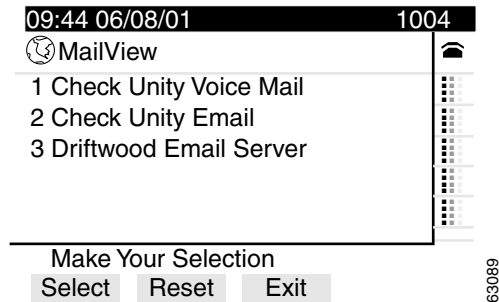 09:44 06/08/01 1004
MailView
1 Check Unity Voice Mail
2 Check Unity Email
3 Driftwood Email Server
Make Your Selection
Select Reset Exit
63089